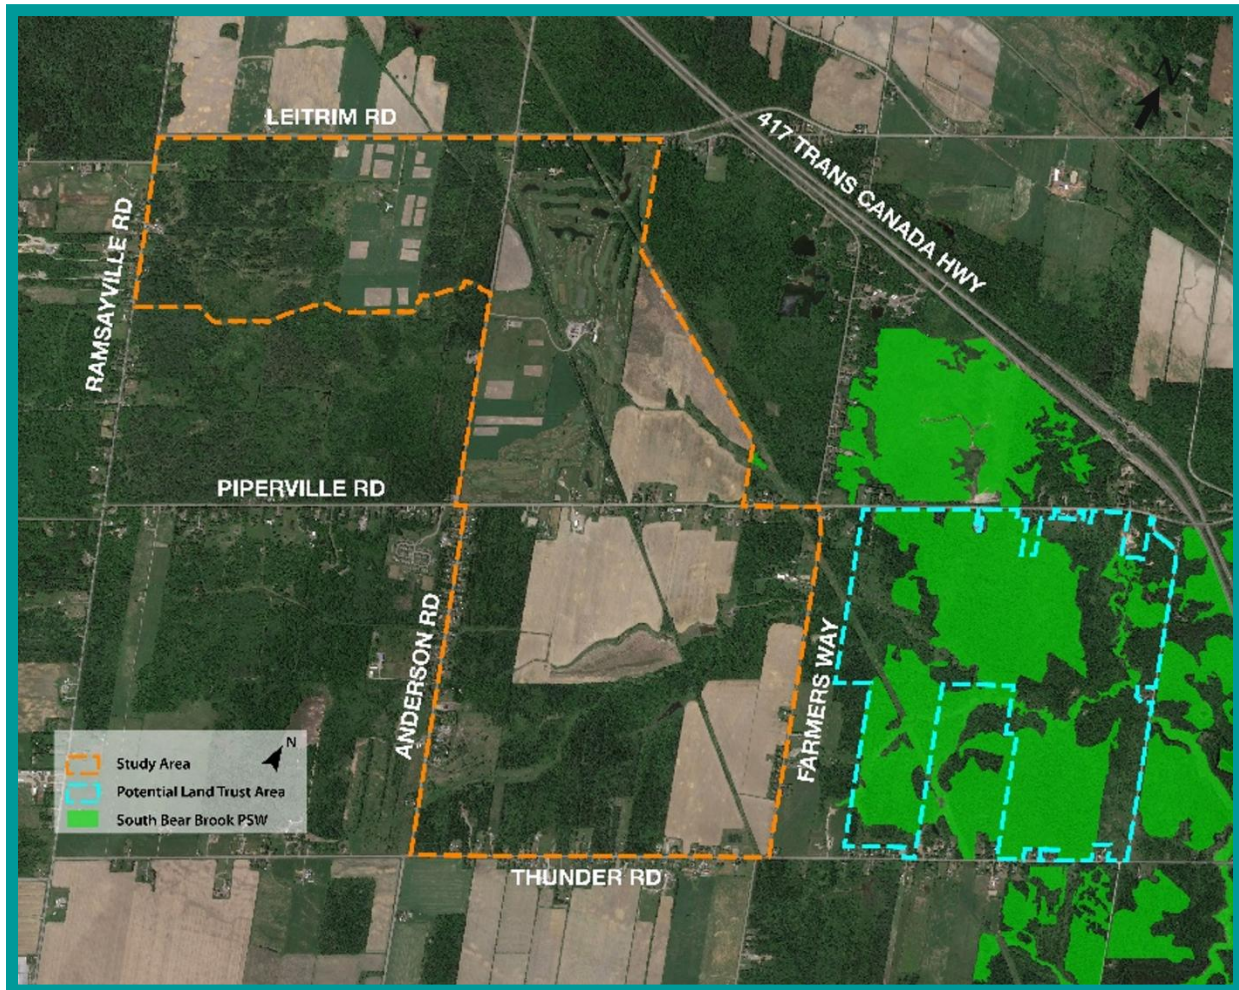 N
LEITRIM RD
417 TRANS CANADA HWY
RAMSAYVILLE RD
PIPERVILLE RD
ANDERSON RD
FARMERS WAY
N
Study Area
Potential Land Trust Area
South Bear Brook PSW
THUNDER RD